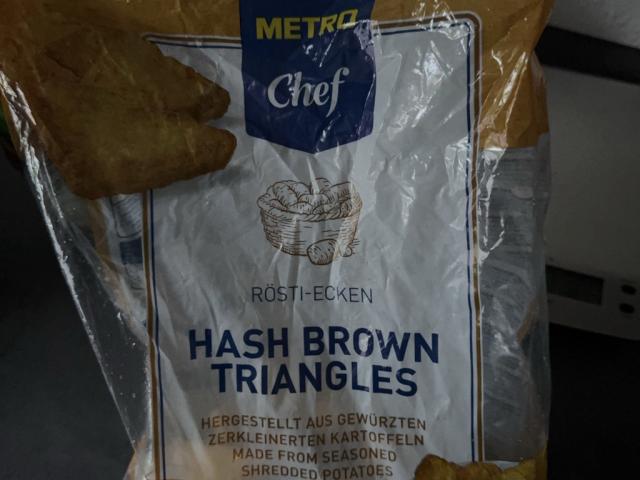 METRO
Chef
RÖSTI-ECKEN
HASH BROWN
TRIANGLES
HERGESTELLT AUS GEWÜRZTEN
ZERKLEINERTEN KARTOFFELN
MADE FROM SEASONED
SHREDDED POTATOES